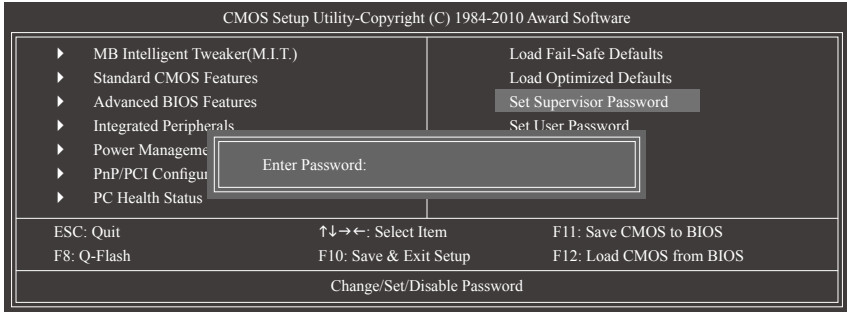 CMOS Setup Utility-Copyright (C) 1984-2010 Award Software
MB Intelligent Tweaker(M.I.T.)
Standard CMOS Features
Advanced BIOS Features
Integrated Peripherals
Power Manageme
PnP/PCI Configur
PC Health Status
Load Fail-Safe Defaults
Load Optimized Defaults
Set Supervisor Password
Set User Password
Enter Password:
ESC: Quit ↑↓→←: Select Item F11: Save CMOS to BIOS
F8: Q-Flash F10: Save & Exit Setup F12: Load CMOS from BIOS
Change/Set/Disable Password